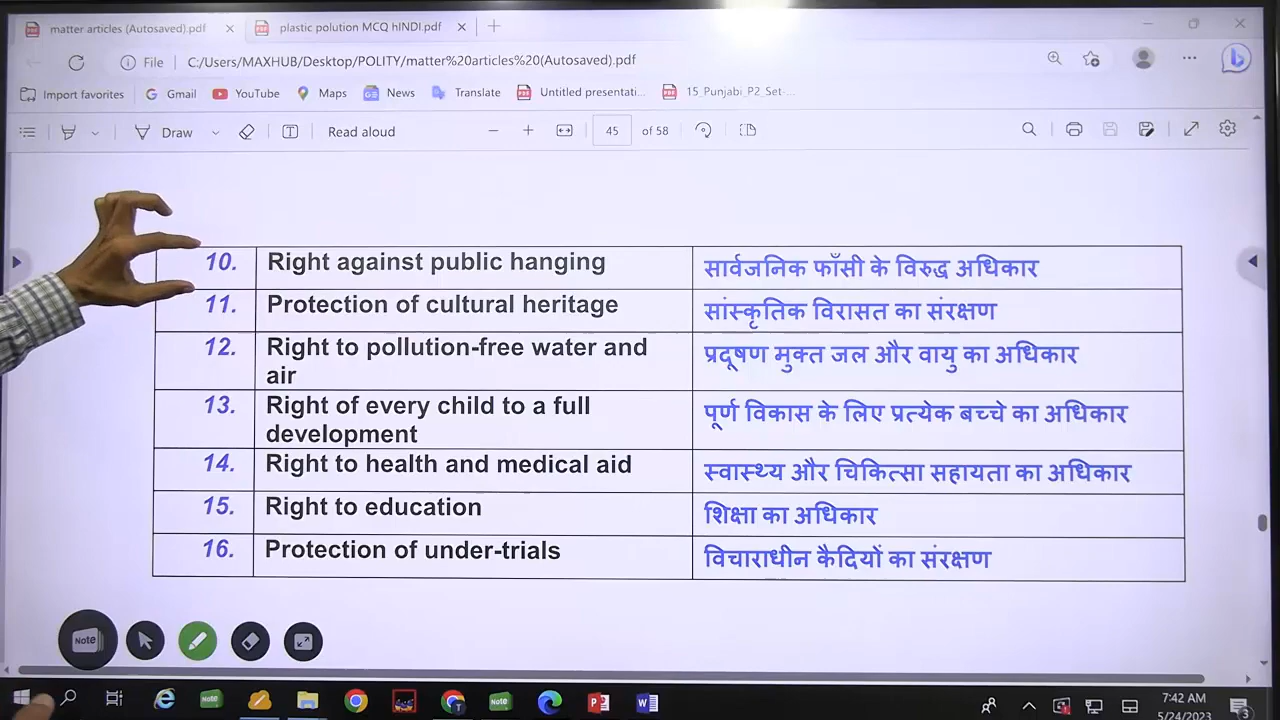 matter articles (Autosaved).pdf
plastic polution MCQ hINDI.pdf
File
C:/Users/MAXHUB/Desktop/POLITY/matter%20articles%20(Autosaved).pdf
Import favorites
Gmail
YouTube
Maps
News
Translate
Untitled presentati...
15_Punjabi_P2_Set-...
Draw
Read aloud
45
of 58
10. Right against public hanging सार्वजनिक फाँसी के विरुद्ध अधिकार
11. Protection of cultural heritage सांस्कृतिक विरासत का संरक्षण
12. Right to pollution-free water and प्रदूषण मुक्त जल और वायु का अधिकार
air
13. Right of every child to a full पूर्ण विकास के लिए प्रत्येक बच्चे का अधिकार
development
14. Right to health and medical aid स्वास्थ्य और चिकित्सा सहायता का अधिकार
15. Right to education शिक्षा का अधिकार
16. Protection of under-trials विचाराधीन कैदियों का संरक्षण
Note
Note
Note
7:42 AM
5/24/2023
3